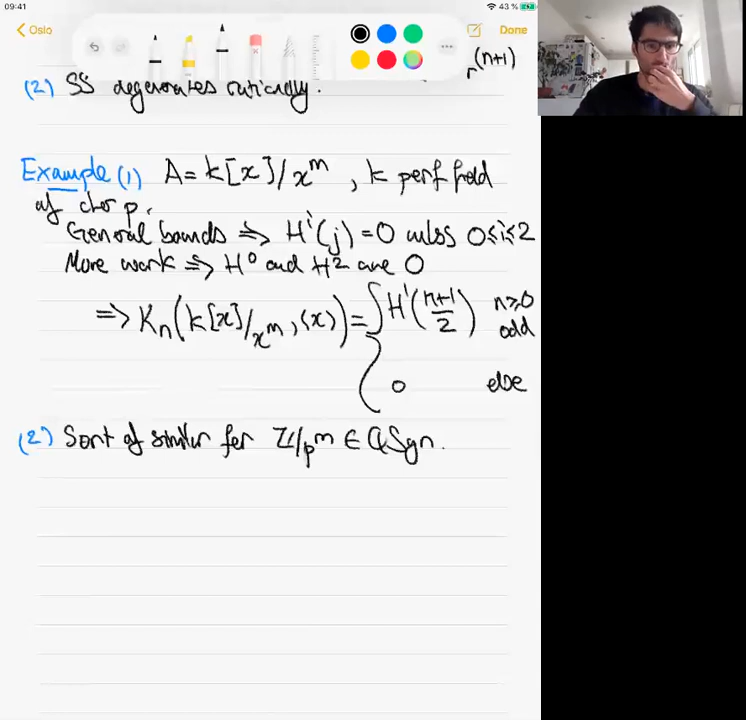 09:41 43 %
Oslo Done
(n+1)
(2) SS degenerates rationally.
Example (1) A = k[x]/x^m, k perf field
of char p.
General bounds ⇒ H^i(j) = 0 unless 0≤i≤2
More work ⇒ H^0 and H^2 are 0
⇒ K_n(k[x]/x^m, (x)) = { H^1((n+1)/2) n≥0 odd
0 else
(2) Sort of similar for ℤ/p^m ∈ QSyn.